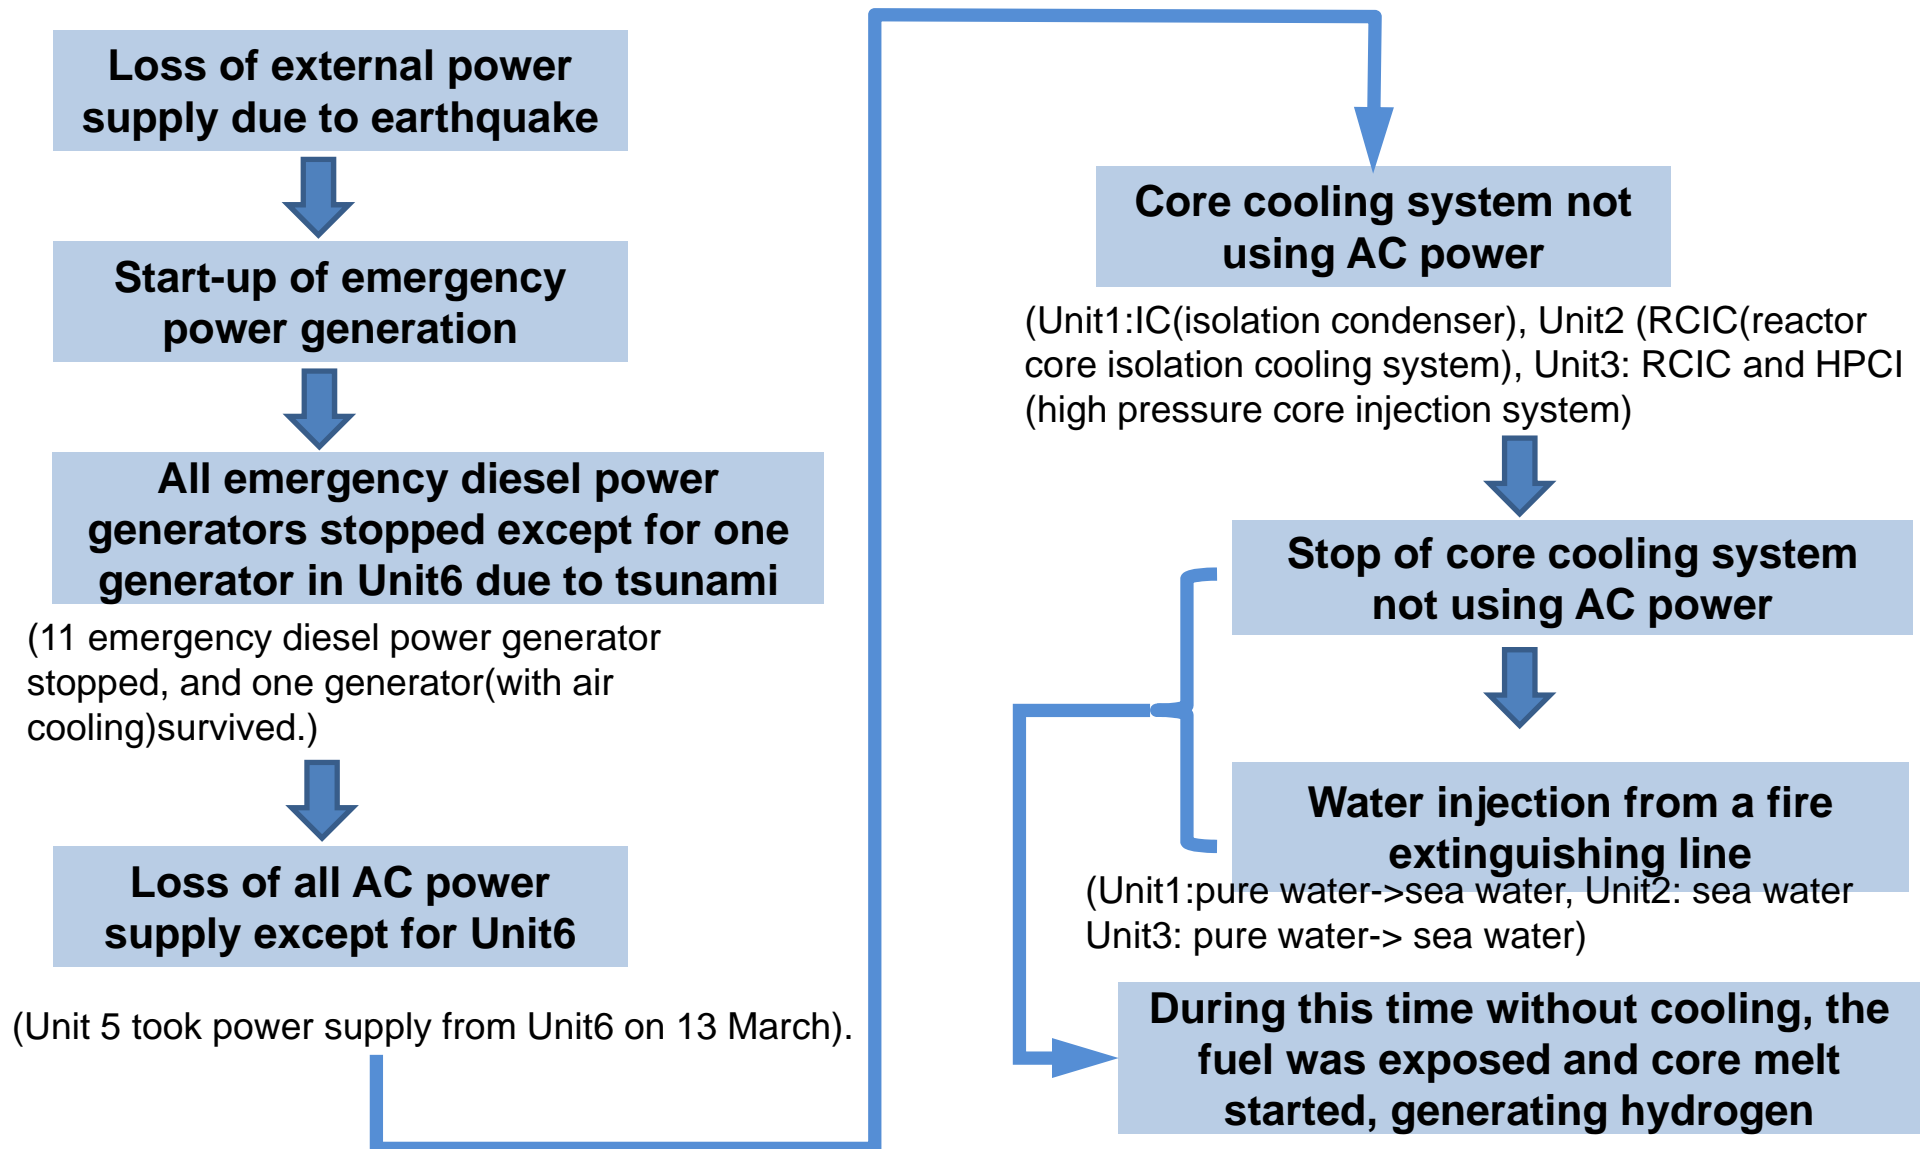 Loss of external power
supply due to earthquake
Start-up of emergency
power generation
All emergency diesel power
generators stopped except for one
generator in Unit6 due to tsunami
(11 emergency diesel power generator
stopped, and one generator(with air
cooling)survived.)
Loss of all AC power
supply except for Unit6
(Unit 5 took power supply from Unit6 on 13 March).
Core cooling system not
using AC power
(Unit1:IC(isolation condenser), Unit2 (RCIC(reactor
core isolation cooling system), Unit3: RCIC and HPCI
(high pressure core injection system)
Stop of core cooling system
not using AC power
Water injection from a fire
extinguishing line
(Unit1:pure water->sea water, Unit2: sea water
Unit3: pure water-> sea water)
During this time without cooling, the
fuel was exposed and core melt
started, generating hydrogen